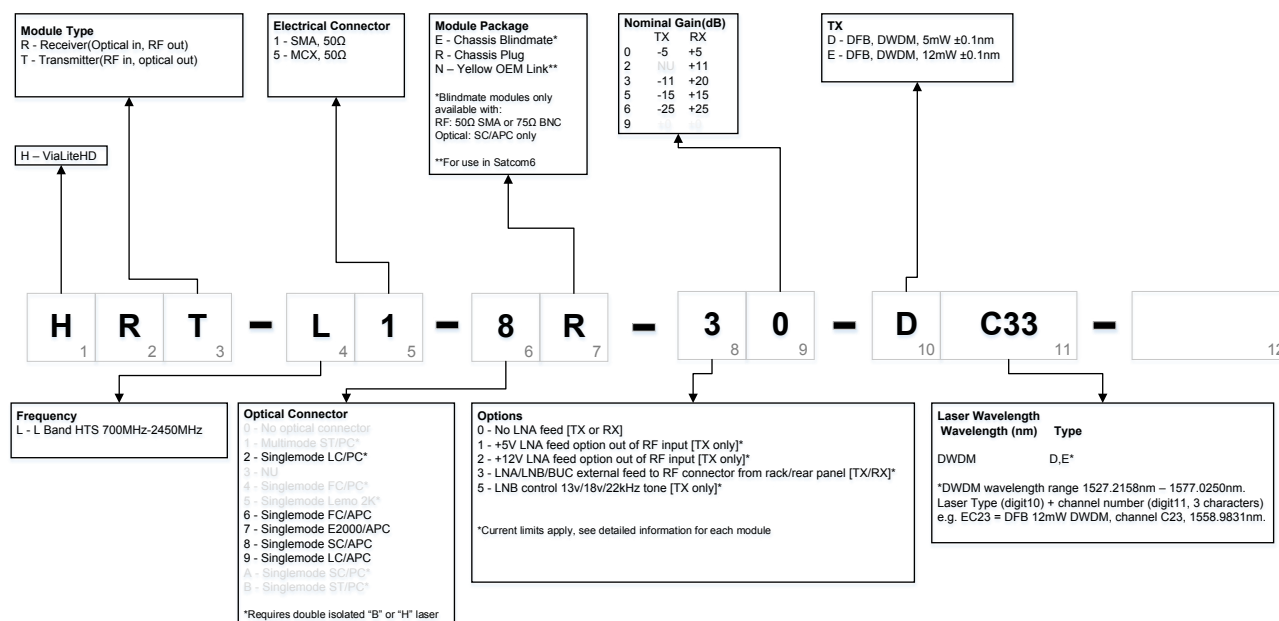 Module Type
R - Receiver(Optical in, RF out)
T - Transmitter(RF in, optical out)
Electrical Connector
1 - SMA, 50Ω
5 - MCX, 50Ω
Module Package
E - Chassis Blindmate*
R - Chassis Plug
N – Yellow OEM Link**
*Blindmate modules only
available with:
RF: 50Ω SMA or 75Ω BNC
Optical: SC/APC only
**For use in Satcom6
Nominal Gain(dB)
TX RX
0 -5 +5
2 NU +11
3 -11 +20
5 -15 +15
6 -25 +25
9
TX
D - DFB, DWDM, 5mW ±0.1nm
E - DFB, DWDM, 12mW ±0.1nm
H – ViaLiteHD
H R T - L 1 - 8 R - 3 0 - D C33 -
1 2 3 4 5 6 7 8 9 10 11 12
Frequency
L - L Band HTS 700MHz-2450MHz
Optical Connector
0 - No optical connector
1 - Multimode ST/PC*
2 - Singlemode LC/PC*
3 - NU
4 - Singlemode FC/PC*
5 - Singlemode Lemo 2K*
6 - Singlemode FC/APC
7 - Singlemode E2000/APC
8 - Singlemode SC/APC
9 - Singlemode LC/APC
A - Singlemode SC/PC*
B - Singlemode ST/PC*
*Requires double isolated “B” or “H” laser
Options
0 - No LNA feed [TX or RX]
1 - +5V LNA feed option out of RF input [TX only]*
2 - +12V LNA feed option out of RF input [TX only]*
3 - LNA/LNB/BUC external feed to RF connector from rack/rear panel [TX/RX]*
5 - LNB control 13v/18v/22kHz tone [TX only]*
*Current limits apply, see detailed information for each module
Laser Wavelength
Wavelength (nm) Type
DWDM D,E*
*DWDM wavelength range 1527.2158nm – 1577.0250nm.
Laser Type (digit10) + channel number (digit11, 3 characters)
e.g. EC23 = DFB 12mW DWDM, channel C23, 1558.9831nm.